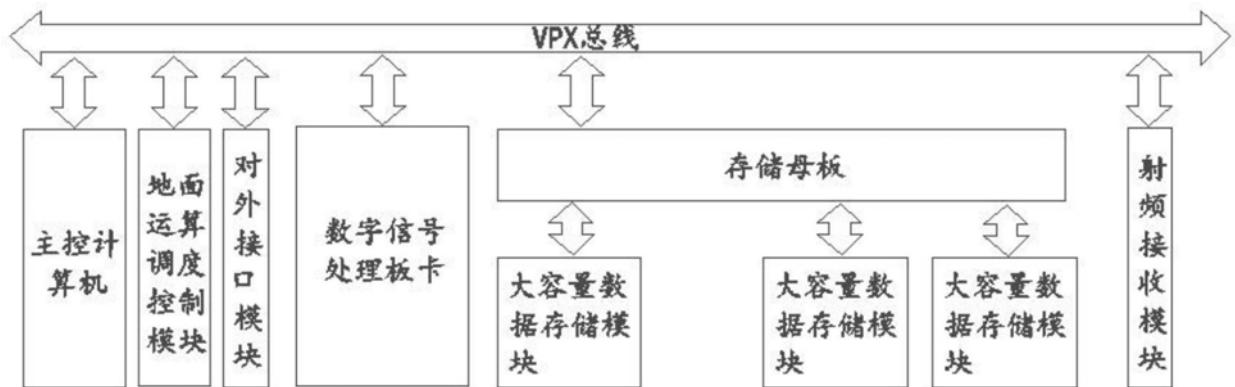 VPX总线
主控计
算机
地面
运算
调度
控制
模块
对
外
接
口
模
块
数字信号
处理板卡
存储母板
大容量数
据存储模
块
大容量数
据存储模
块
大容量数
据存储模
块
射
频
接
收
模
块